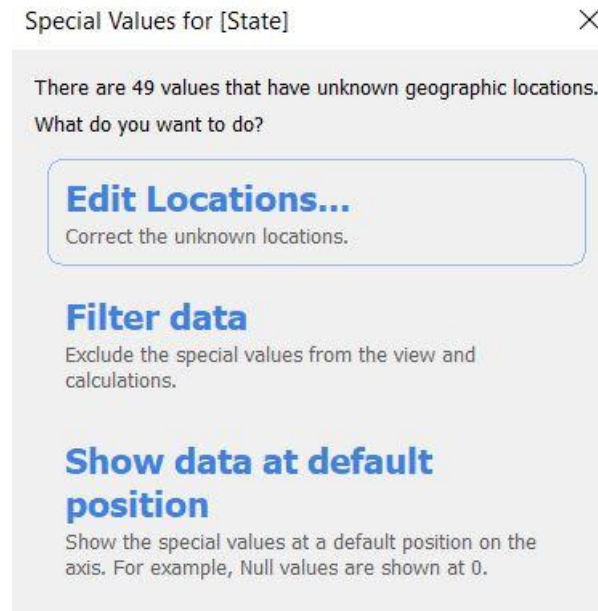 Special Values for [State]
There are 49 values that have unknown geographic locations.
What do you want to do?
Edit Locations...
Correct the unknown locations.
Filter data
Exclude the special values from the view and
calculations.
Show data at default
position
Show the special values at a default position on the
axis. For example, Null values are shown at 0.